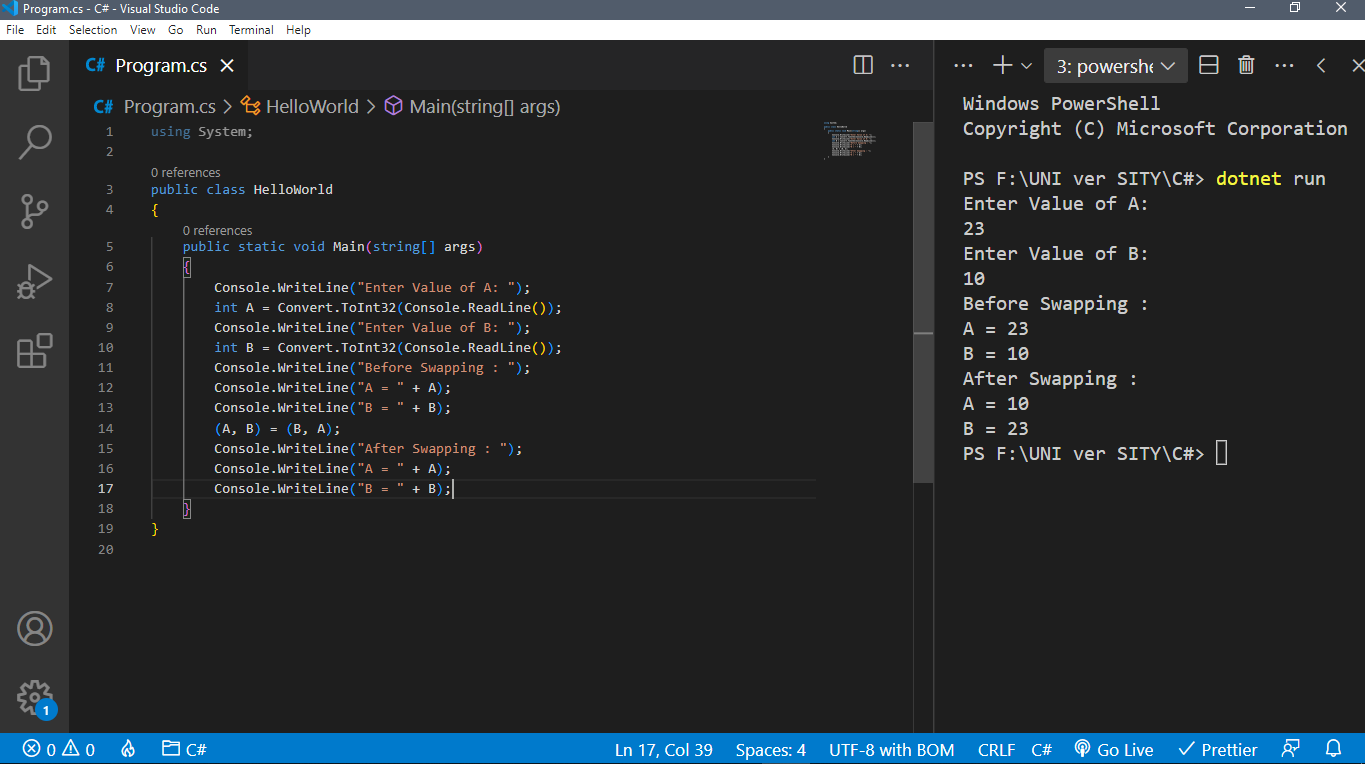 Program.cs - C# - Visual Studio Code
File Edit Selection View Go Run Terminal Help
C# Program.cs
C# Program.cs > HelloWorld > Main(string[] args)
1 using System;
2
0 references
3 public class HelloWorld
4 {
0 references
5 public static void Main(string[] args)
6 {
7 Console.WriteLine("Enter Value of A: ");
8 int A = Convert.ToInt32(Console.ReadLine());
9 Console.WriteLine("Enter Value of B: ");
10 int B = Convert.ToInt32(Console.ReadLine());
11 Console.WriteLine("Before Swapping : ");
12 Console.WriteLine("A = " + A);
13 Console.WriteLine("B = " + B);
14 (A, B) = (B, A);
15 Console.WriteLine("After Swapping : ");
16 Console.WriteLine("A = " + A);
17 Console.WriteLine("B = " + B);
18 }
19 }
20
3: powershe
Windows PowerShell
Copyright (C) Microsoft Corporation
PS F:\UNI ver SITY\C#> dotnet run
Enter Value of A:
23
Enter Value of B:
10
Before Swapping :
A = 23
B = 10
After Swapping :
A = 10
B = 23
PS F:\UNI ver SITY\C#>
1
0 0 C# Ln 17, Col 39 Spaces: 4 UTF-8 with BOM CRLF C# Go Live Prettier